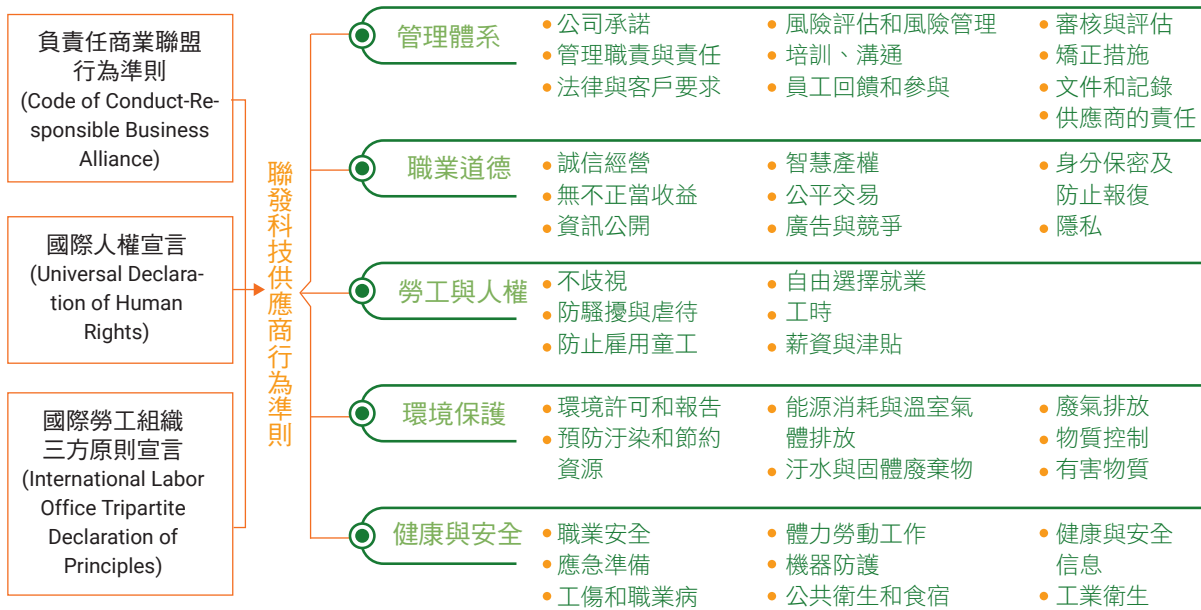 負責任商業聯盟
行為準則
(Code of Conduct-Re-
sponsible Business
Alliance)
國際人權宣言
(Universal Declara-
tion of Human
Rights)
國際勞工組織
三方原則宣言
(International Labor
Office Tripartite
Declaration of
Principles)
聯發科技供應商行為準則
管理體系
公司承諾
管理職責與責任
法律與客戶要求
風險評估和風險管理
培訓、溝通
員工回饋和參與
審核與評估
矯正措施
文件和記錄
供應商的責任
職業道德
誠信經營
無不正當收益
資訊公開
智慧產權
公平交易
廣告與競爭
身分保密及
防止報復
隱私
勞工與人權
不歧視
防騷擾與虐待
防止雇用童工
自由選擇就業
工時
薪資與津貼
環境保護
環境許可和報告
預防汙染和節約
資源
能源消耗與溫室氣
體排放
汙水與固體廢棄物
廢氣排放
物質控制
有害物質
健康與安全
職業安全
應急準備
工傷和職業病
體力勞動工作
機器防護
公共衛生和食宿
健康與安全
信息
工業衛生